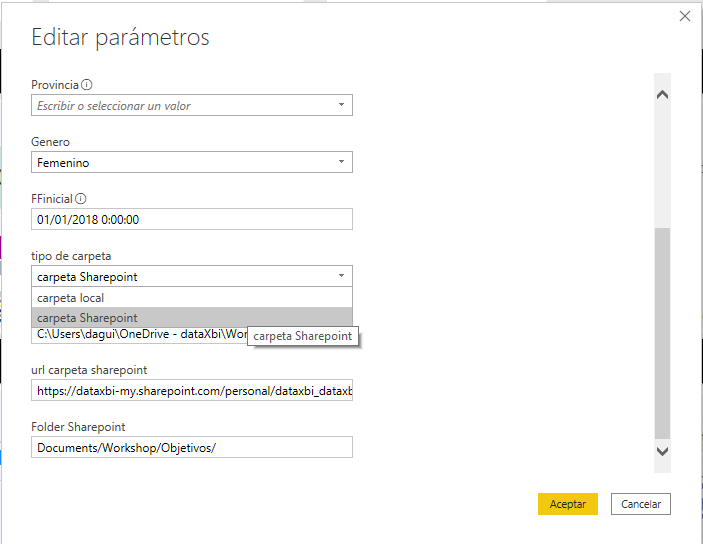 Editar parámetros
Provincia
Escribir o seleccionar un valor
Genero
Femenino
FFinicial
01/01/2018 0:00:00
tipo de carpeta
carpeta Sharepoint
carpeta local
carpeta Sharepoint
C:\Users\dagui\OneDrive - dataXbi\Wor
carpeta Sharepoint
url carpeta sharepoint
https://dataxbi-my.sharepoint.com/personal/dataxbi_dataxb
Folder Sharepoint
Documents/Workshop/Objetivos/
Aceptar
Cancelar